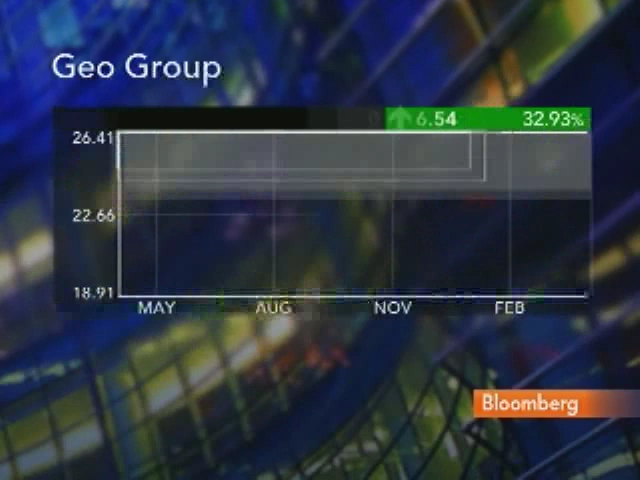 Geo Group
6.54 32.93%
26.41
22.66
18.91
MAY AUG NOV FEB
Bloomberg